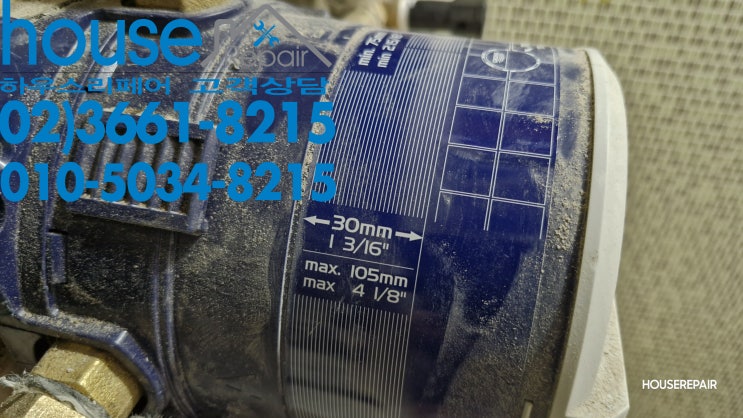 house
Repair
하우스리페어 고객상담
02)3661-8215
010-5034-8215
30mm
1 3/16"
max. 105mm
max 4 1/8"
HOUSEREPAIR